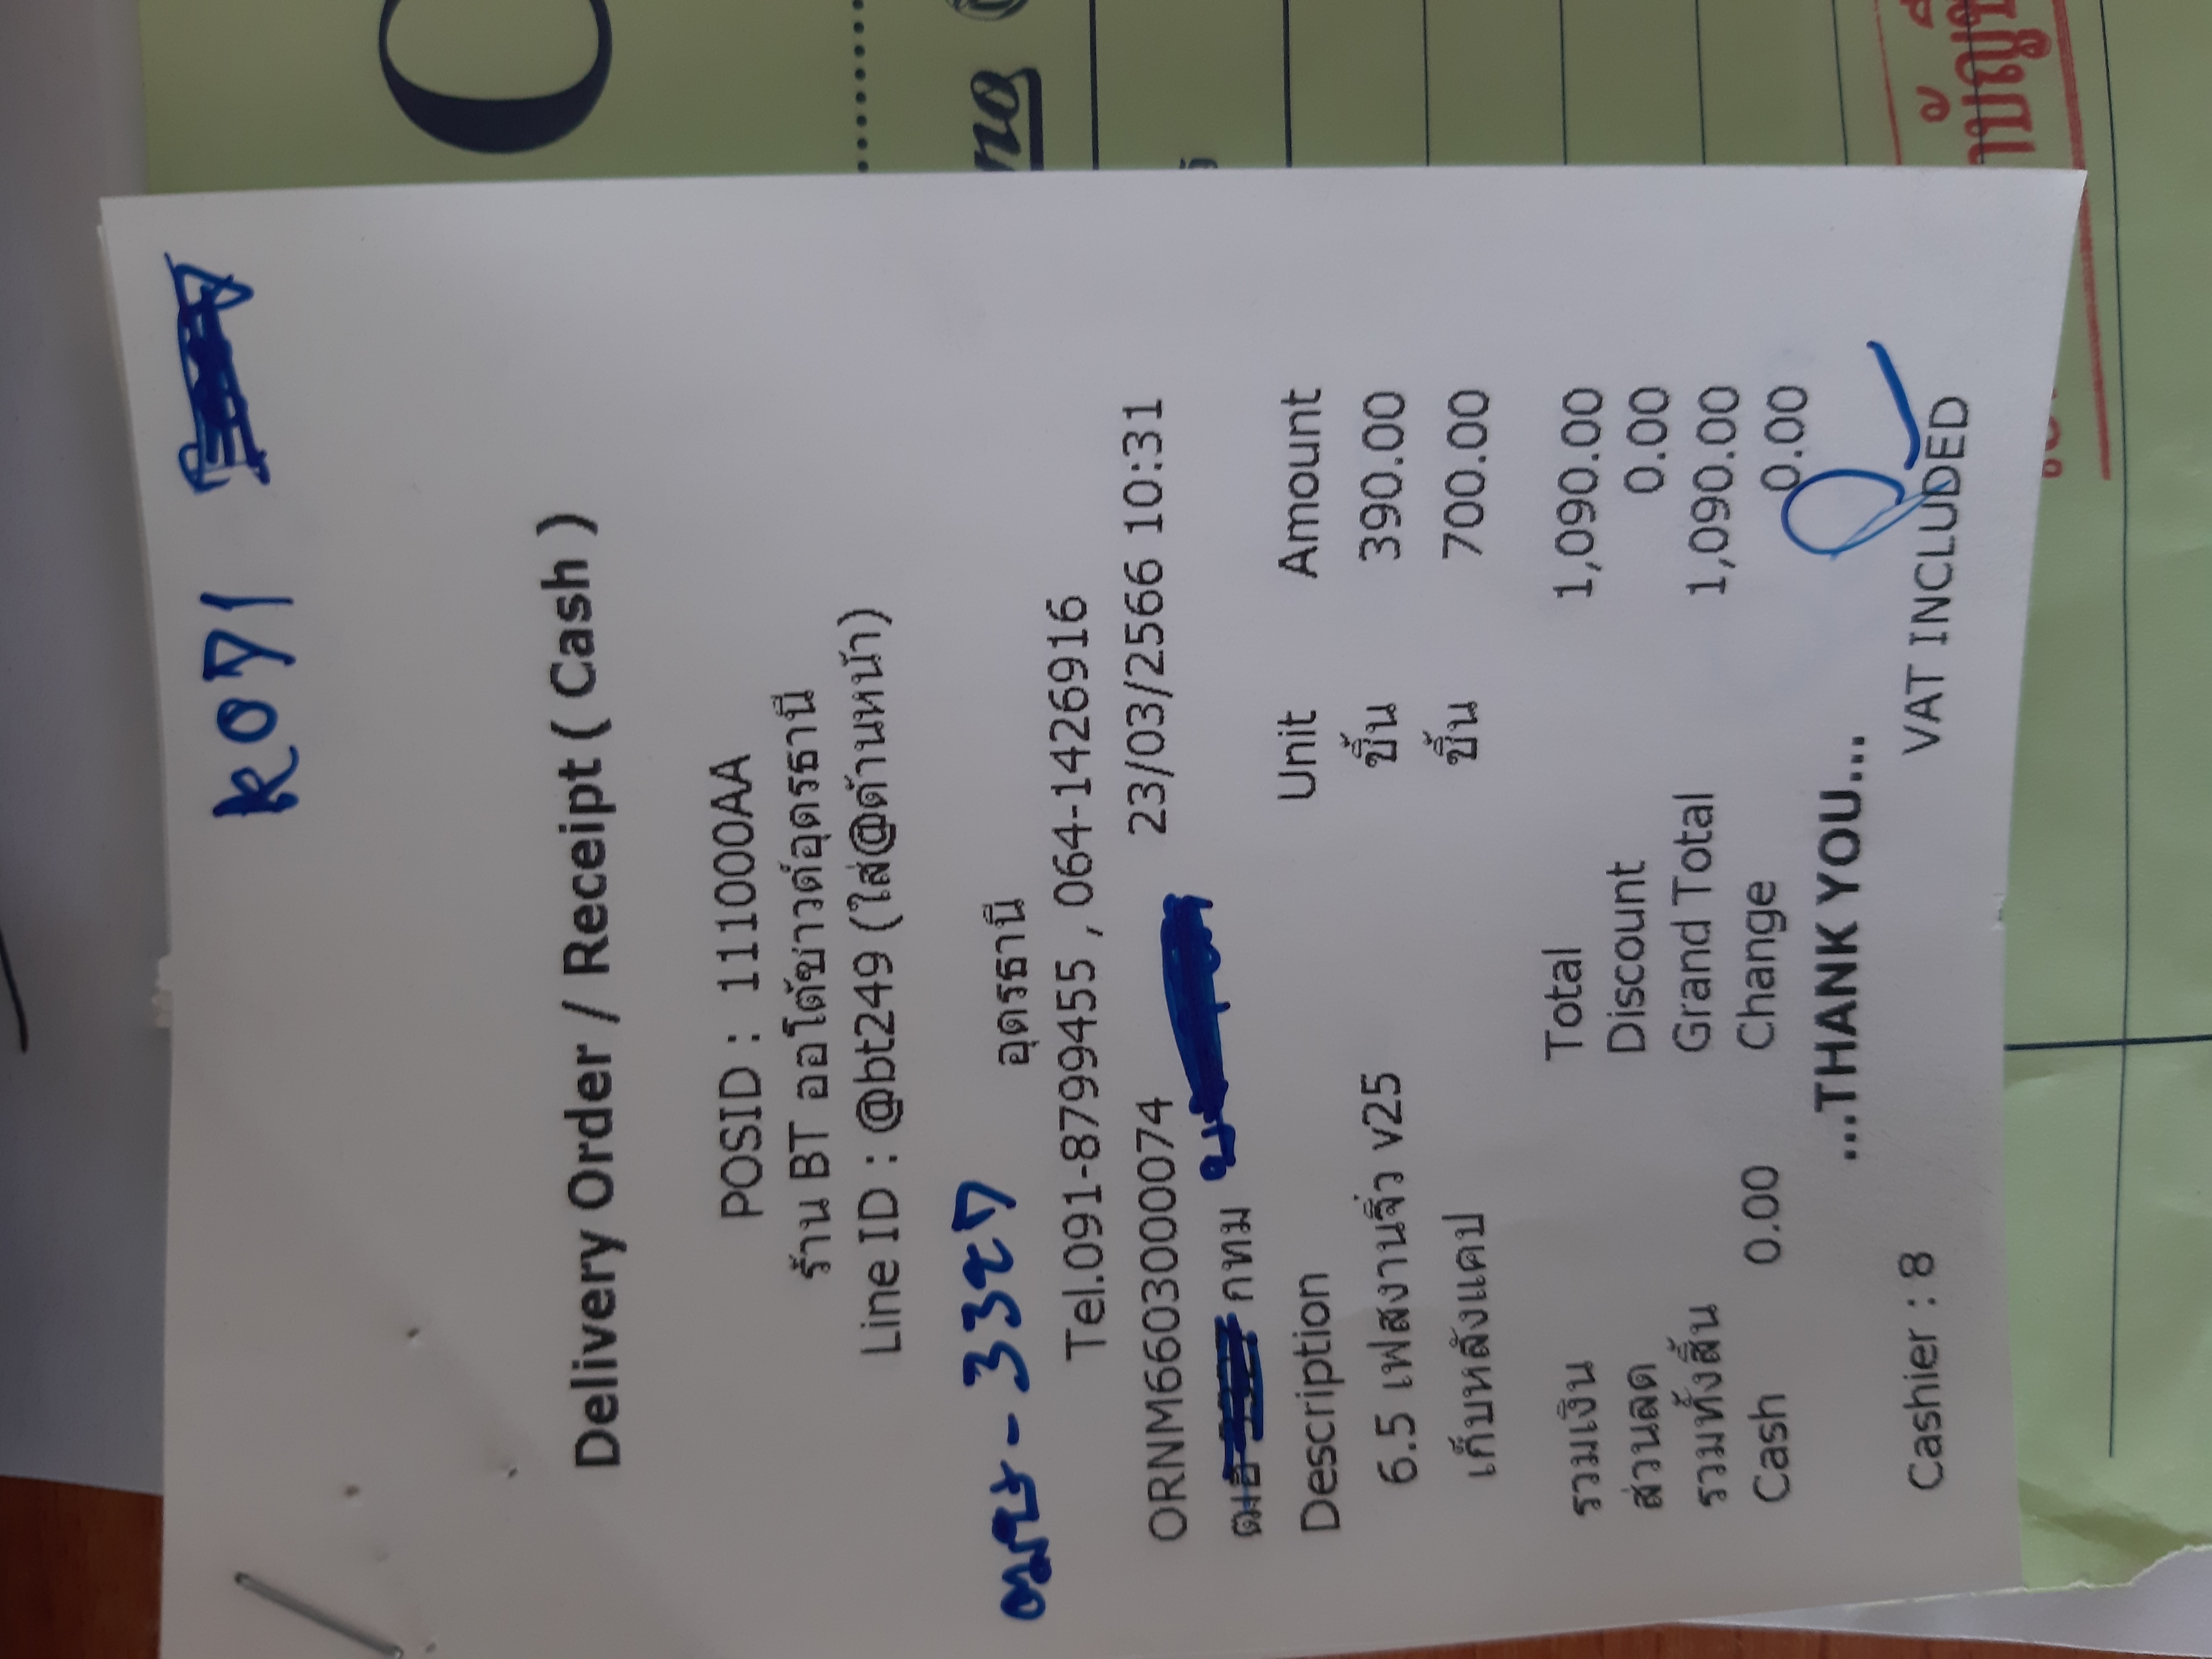 K071
Delivery Order / Receipt ( Cash )
POSID : 111000AA
ร้าน BT ออโต้ซาวด์อุดรธานี
Line ID : @bt249 (ใส่@ด้านหน้า)
อุดรธานี
Tel.091-8799455 , 064-1426916
ORNM6603000074 23/03/2566 10:31
กทม
Description Unit Amount
6.5 เฟสงานจิ๋ว v25 ชิ้น 390.00
เก็บหลังแคป ชิ้น 700.00
รวมเงิน Total 1,090.00
ส่วนลด Discount 0.00
รวมทั้งสิ้น Grand Total 1,090.00
Cash 0.00 Change 0.00
....THANK YOU...
Cashier : 8 VAT INCLUDED